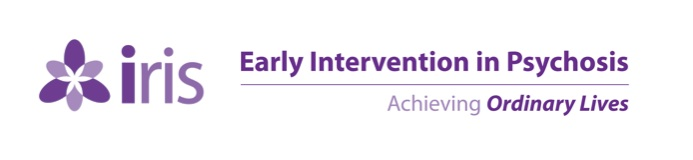 iris
Early Intervention in Psychosis
Achieving Ordinary Lives